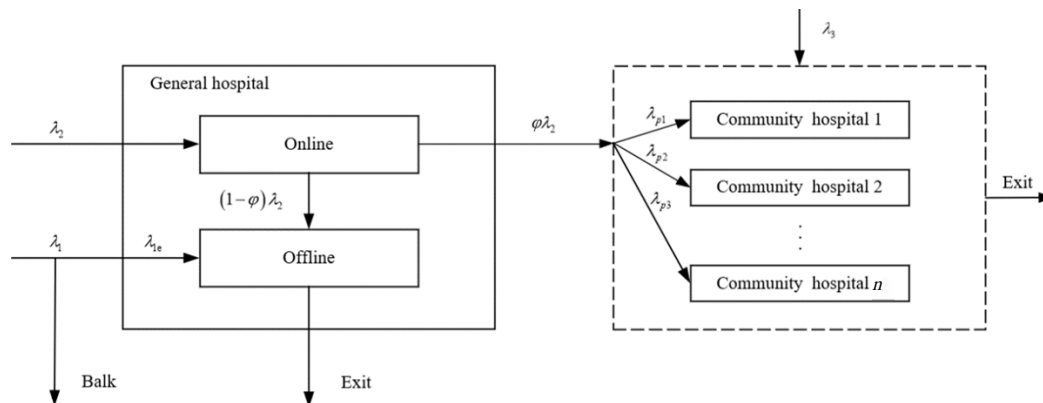 λ₃
General hospital
λ₂
Online
φλ₂
λₚ₁
Community hospital 1
λₚ₂
Community hospital 2
Exit
(1−φ)λ₂
λₚ₃
⋮
λ₁
λ₁ₑ
Offline
Community hospital n
Balk
Exit